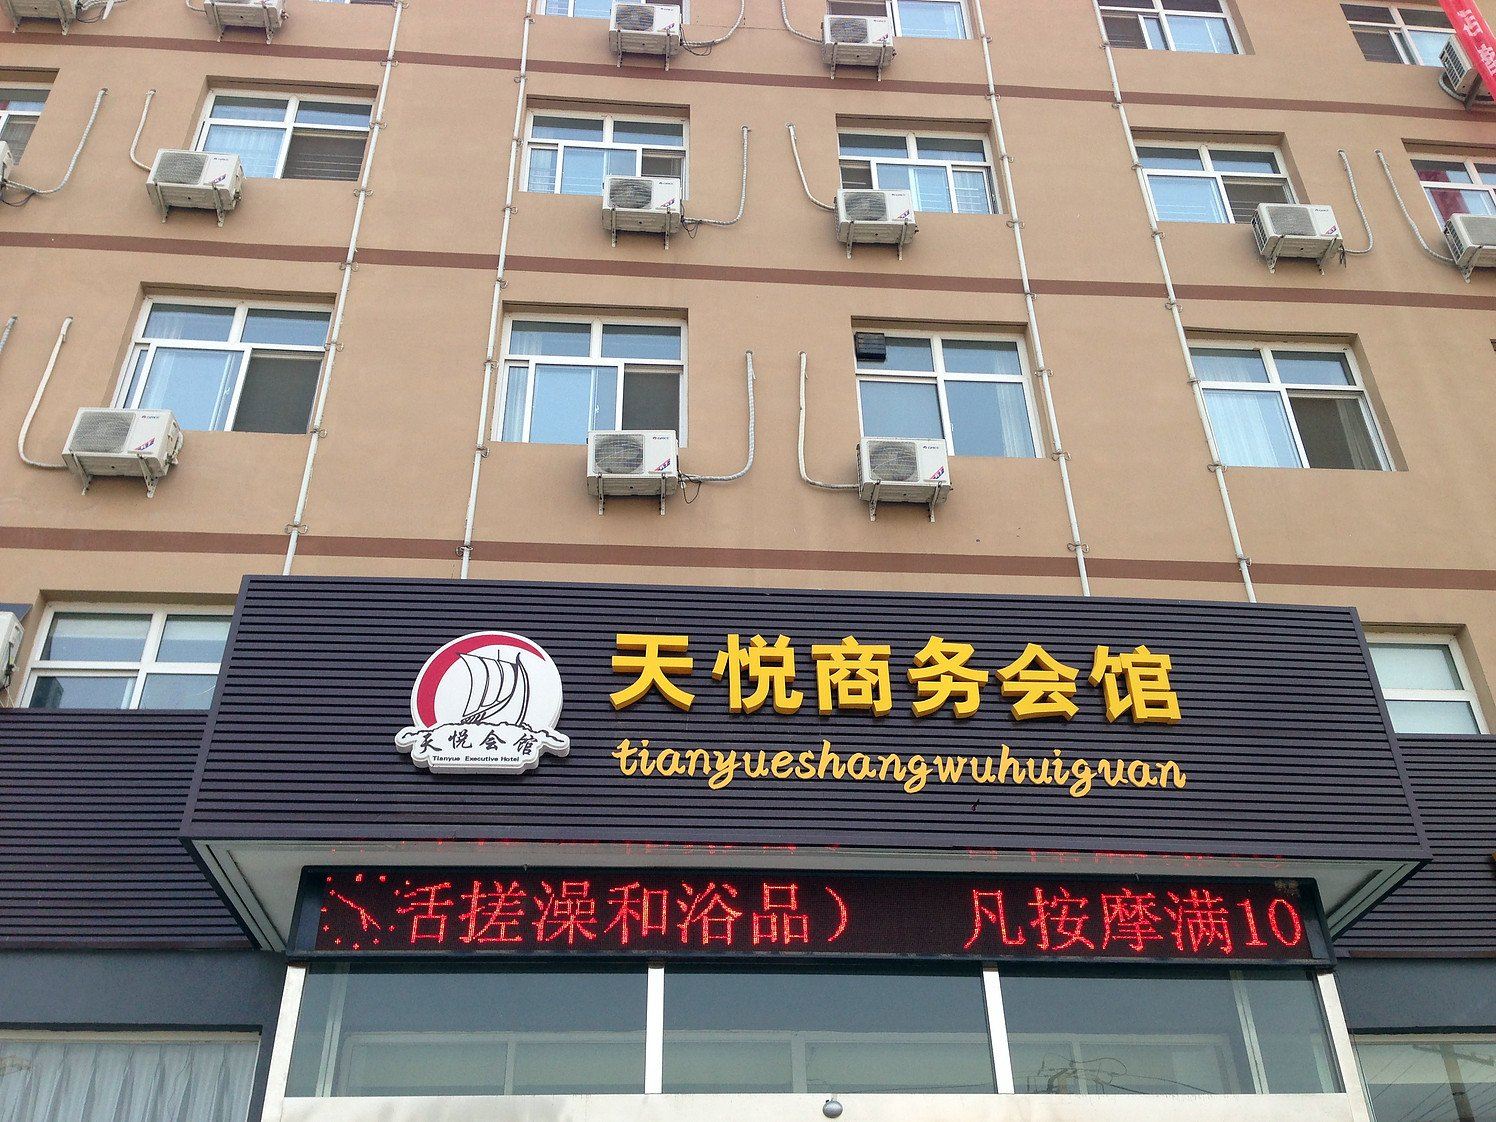 天悦商务会馆
tianyueshangwuhuiguan
天悦会馆
Tianyue Executive Hotel
舌搓澡和浴品） 凡按摩满10